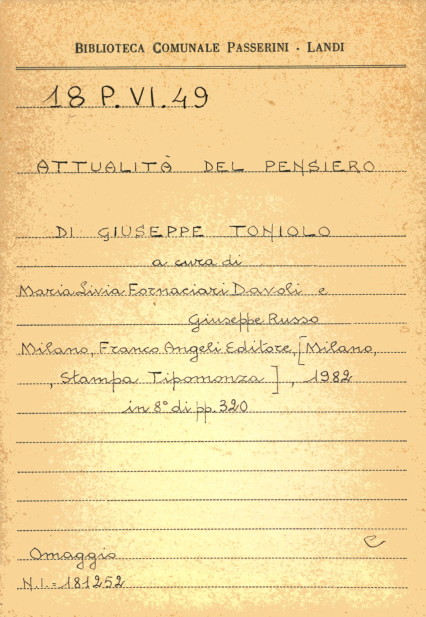 BIBLIOTECA COMUNALE PASSERINI - LANDI
18 P. VI. 49
ATTUALITÀ DEL PENSIERO
DI GIUSEPPE TONIOLO
a cura di
Maria Livia Fornaciari Davoli e
Giuseppe Russo
Milano, Franco Angeli Editore, [Milano,
, Stampa Tipomonza ] , 1982
in 8° di pp. 320
e
Omaggio
N.I. = 181252